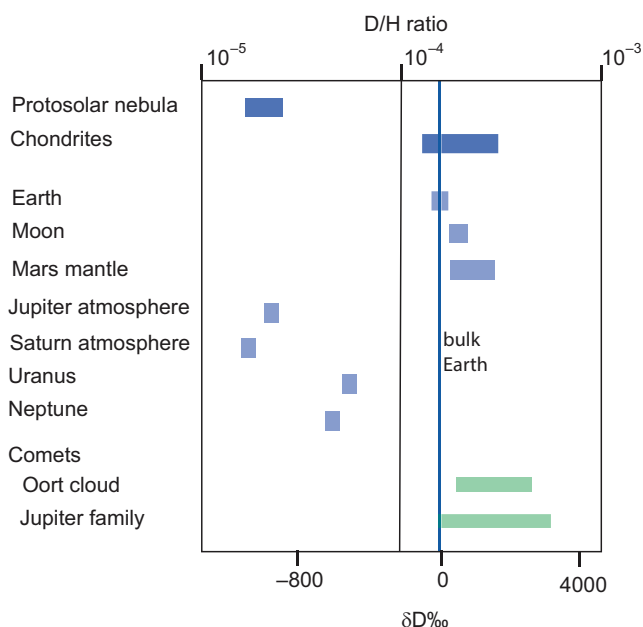 D/H ratio
10⁻⁵ 10⁻⁴ 10⁻³
Protosolar nebula
Chondrites
Earth
Moon
Mars mantle
Jupiter atmosphere
Saturn atmosphere
bulk
Earth
Uranus
Neptune
Comets
Oort cloud
Jupiter family
–800 0 4000
δD‰